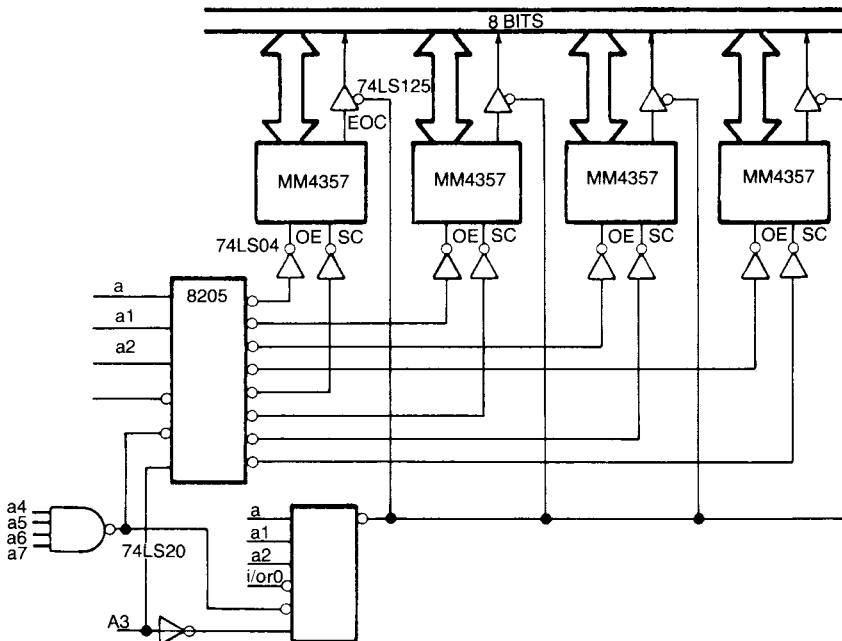 8 BITS
74LS125
EOC
MM4357
MM4357
MM4357
MM4357
74LS04
OE
SC
OE
SC
OE
SC
OE
SC
a
8205
a1
a2
a4
a5
a6
a7
74LS20
a
a1
a2
i/or0
A3